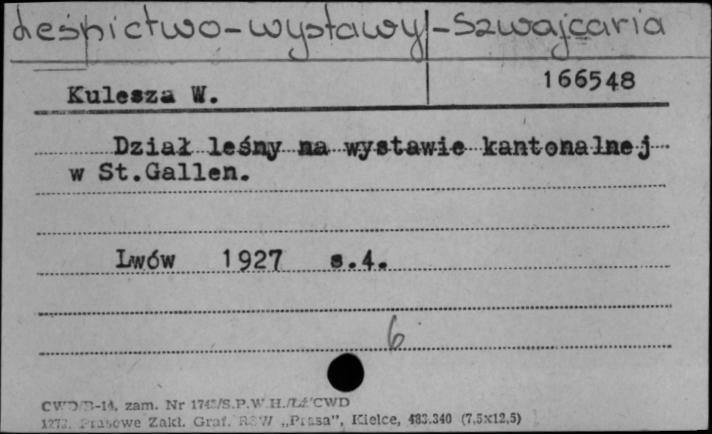 Leśnictwo-wystawy-Szwajcaria
Kulesza W. 166548
Dział leśny na wystawie kantonalnej
w St.Gallen.
Lwów 1927 s.4.
6
zam. Nr
Zakł. Graf. RSW „Prasa", Kielce, 483.340 (7,5x12,5)